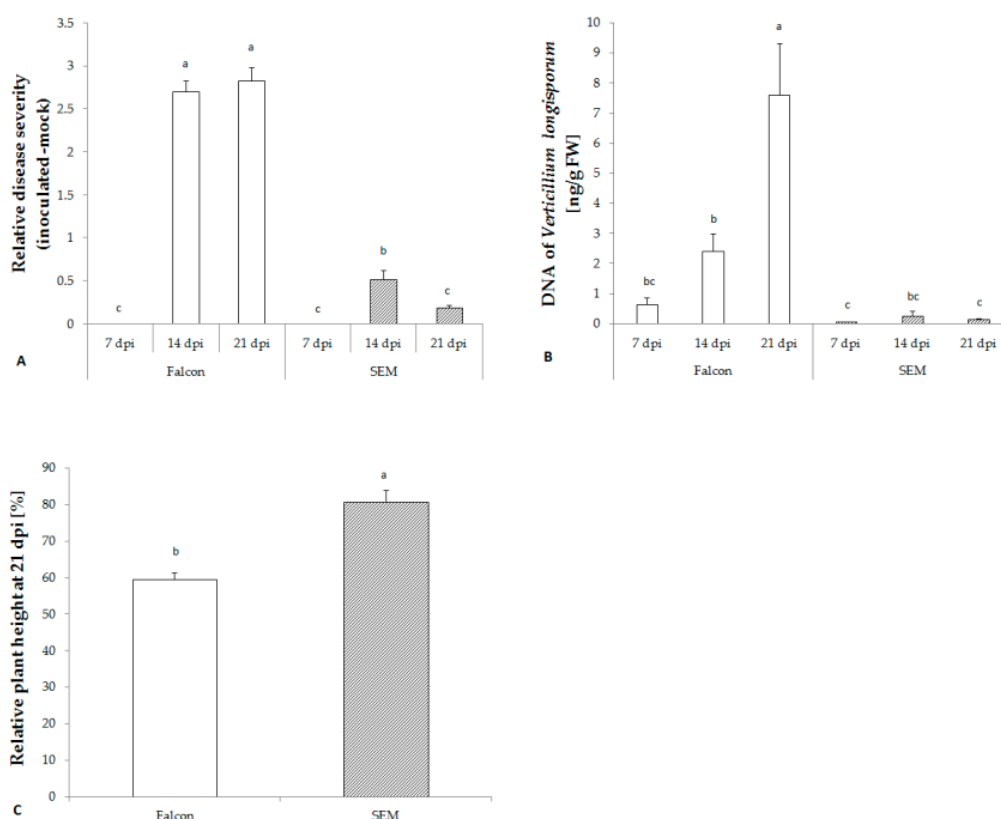 Relative disease severity
(inoculated-mock)
3.5
3
2.5
2
1.5
1
0.5
0
c
a
a
c
b
c
7 dpi 14 dpi 21 dpi 7 dpi 14 dpi 21 dpi
Falcon SEM
A
DNA of Verticillium longisporum
[ng/g FW]
10
9
8
7
6
5
4
3
2
1
0
bc
b
a
c
bc
c
7 dpi 14 dpi 21 dpi 7 dpi 14 dpi 21 dpi
Falcon SEM
B
Relative plant height at 21 dpi [%]
90
80
70
60
50
40
30
20
10
0
b
a
Falcon SEM
C